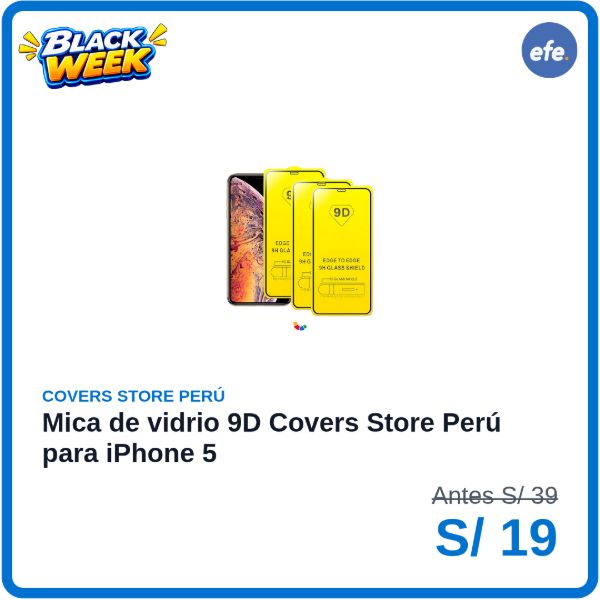 BLACK
WEEK
efe.
9D
EDGE TO EDGE
9H GLASS SHIELD
COVERS STORE PERÚ
Mica de vidrio 9D Covers Store Perú
para iPhone 5
Antes S/ 39
S/ 19